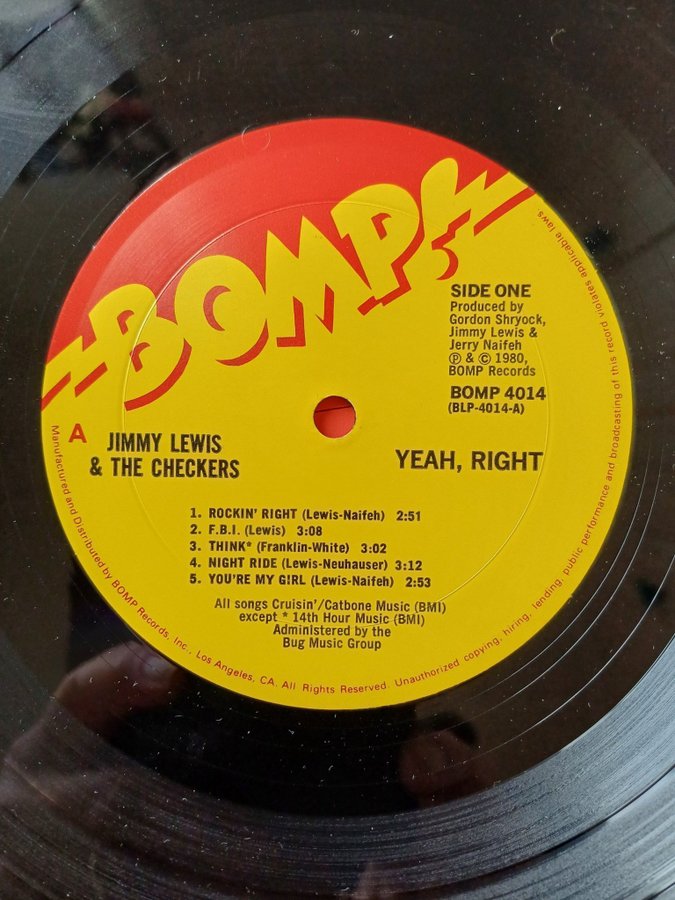 BOMP
SIDE ONE
Produced by
Gordon Shryock,
Jimmy Lewis &
Jerry Naifeh
℗ & © 1980,
BOMP Records
BOMP 4014
(BLP-4014-A)
A
JIMMY LEWIS
& THE CHECKERS
YEAH, RIGHT
1. ROCKIN' RIGHT (Lewis-Naifeh) 2:51
2. F.B.I. (Lewis) 3:08
3. THINK* (Franklin-White) 3:02
4. NIGHT RIDE (Lewis-Neuhauser) 3:12
5. YOU'RE MY G!RL (Lewis-Naifeh) 2:53
All songs Cruisin'/Catbone Music (BMI)
except * 14th Hour Music (BMI)
Administered by the
Bug Music Group
Manufactured and Distributed by BOMP Records, Inc., Los Angeles, CA. All Rights Reserved. Unauthorized copying, hiring, lending, public performance and broadcasting of this record violates applicable laws